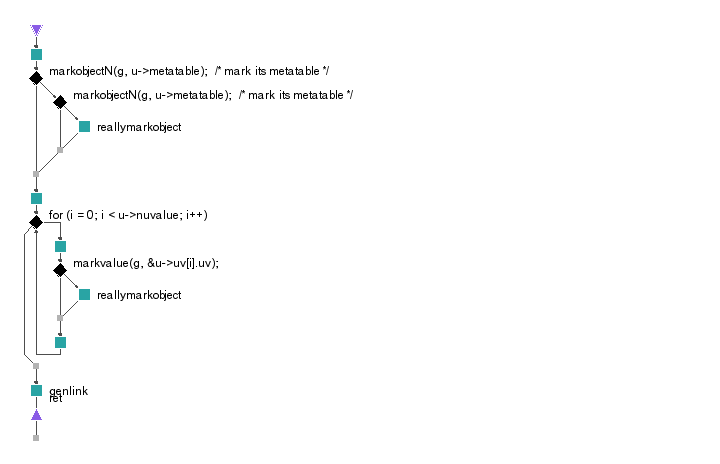 markobjectN(g, u->metatable);  /* mark its metatable */
markobjectN(g, u->metatable);  /* mark its metatable */
reallymarkobject
for (i = 0; i < u->nuvalue; i++)
markvalue(g, &u->uv[i].uv);
reallymarkobject
genlink
ret